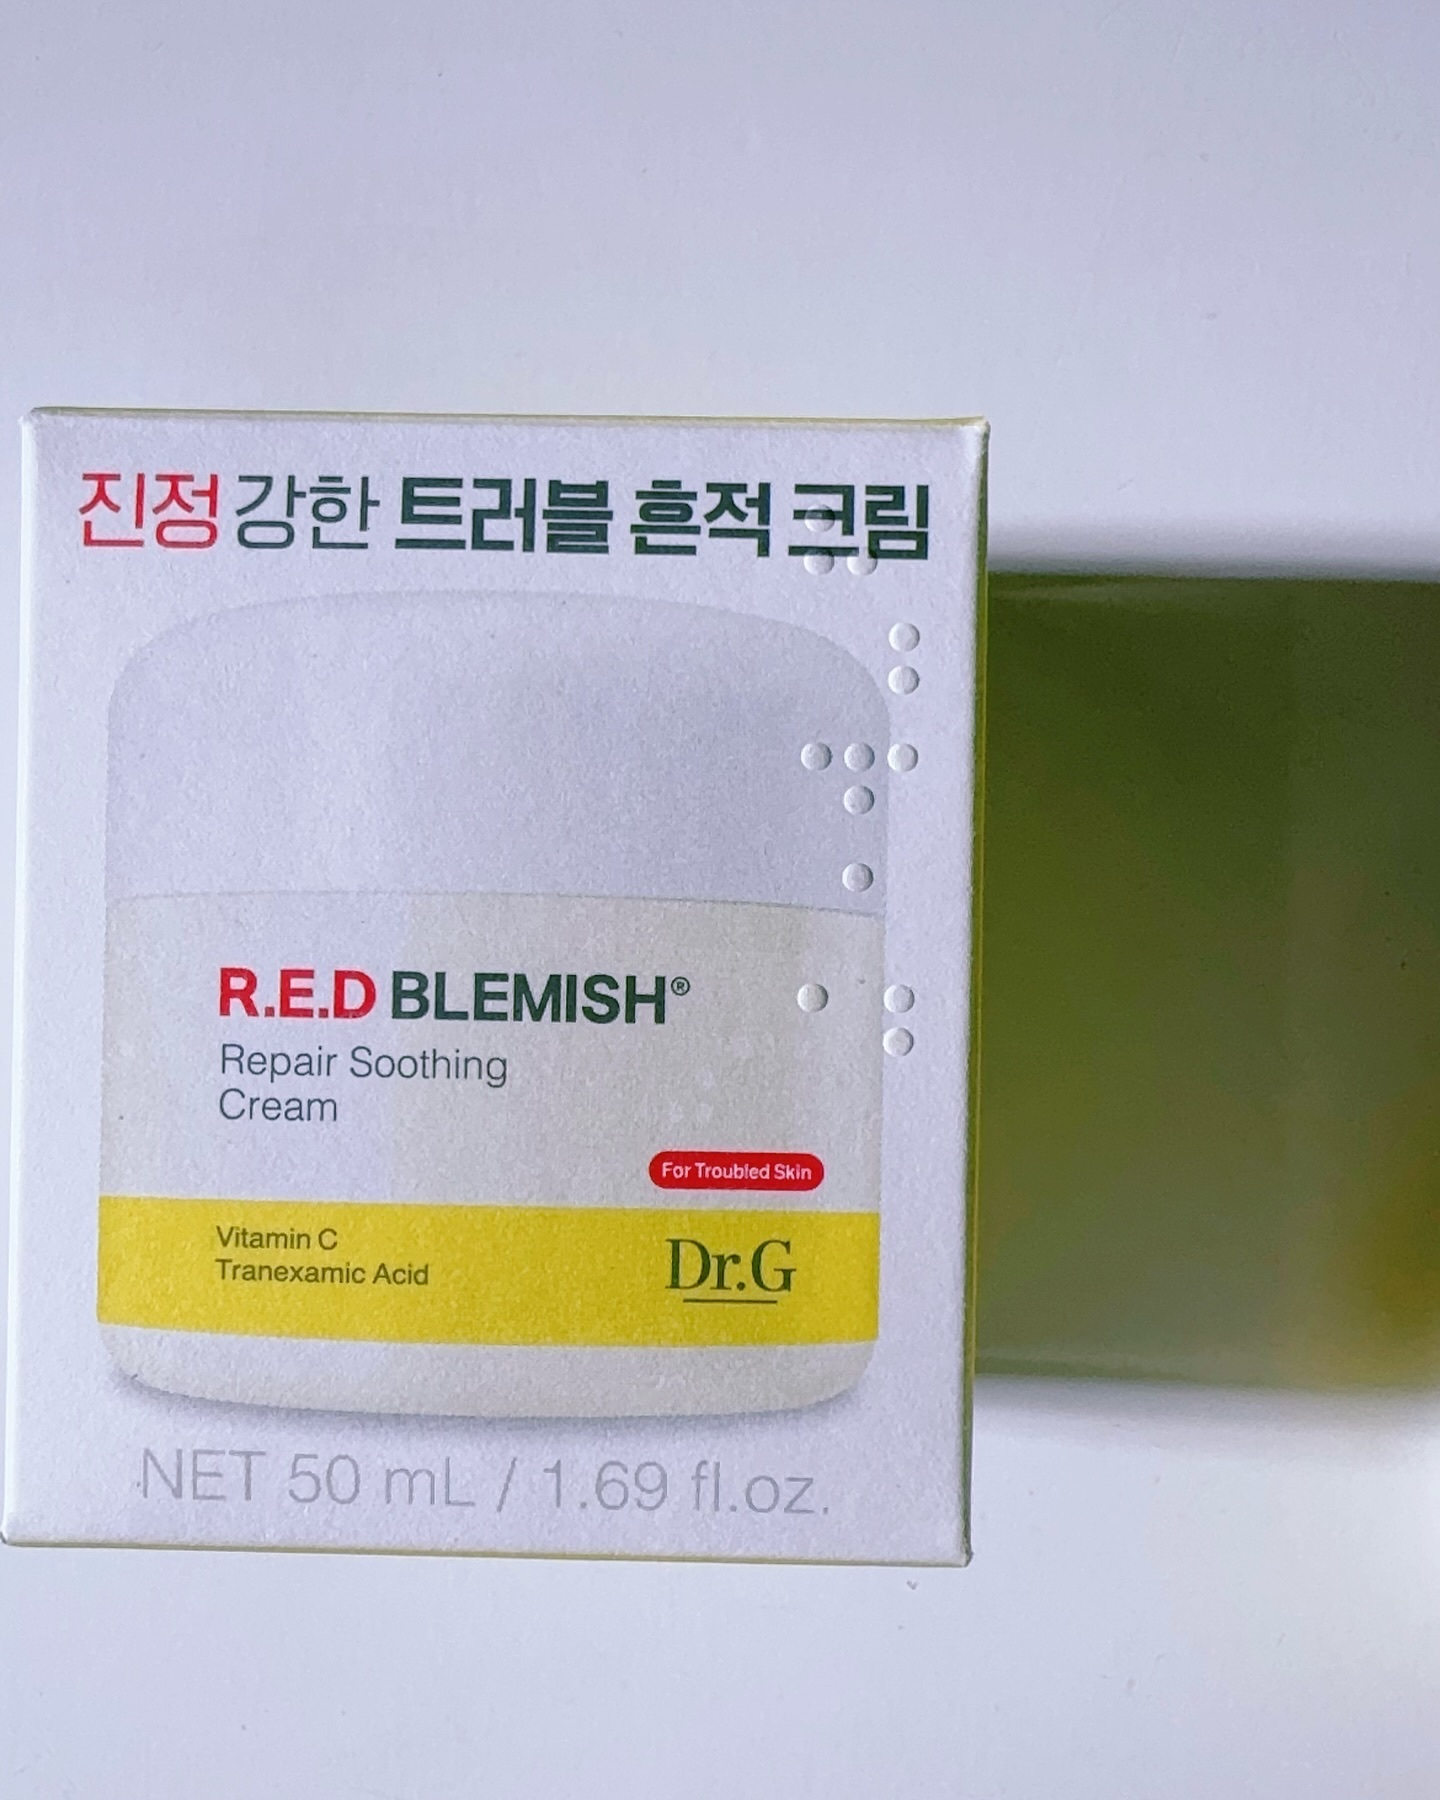 진정 강한 트러블 흔적 크림
R.E.D BLEMISH®
Repair Soothing
Cream
For Troubled Skin
Vitamin C
Tranexamic Acid
Dr.G
NET 50 mL / 1.69 fl.oz.